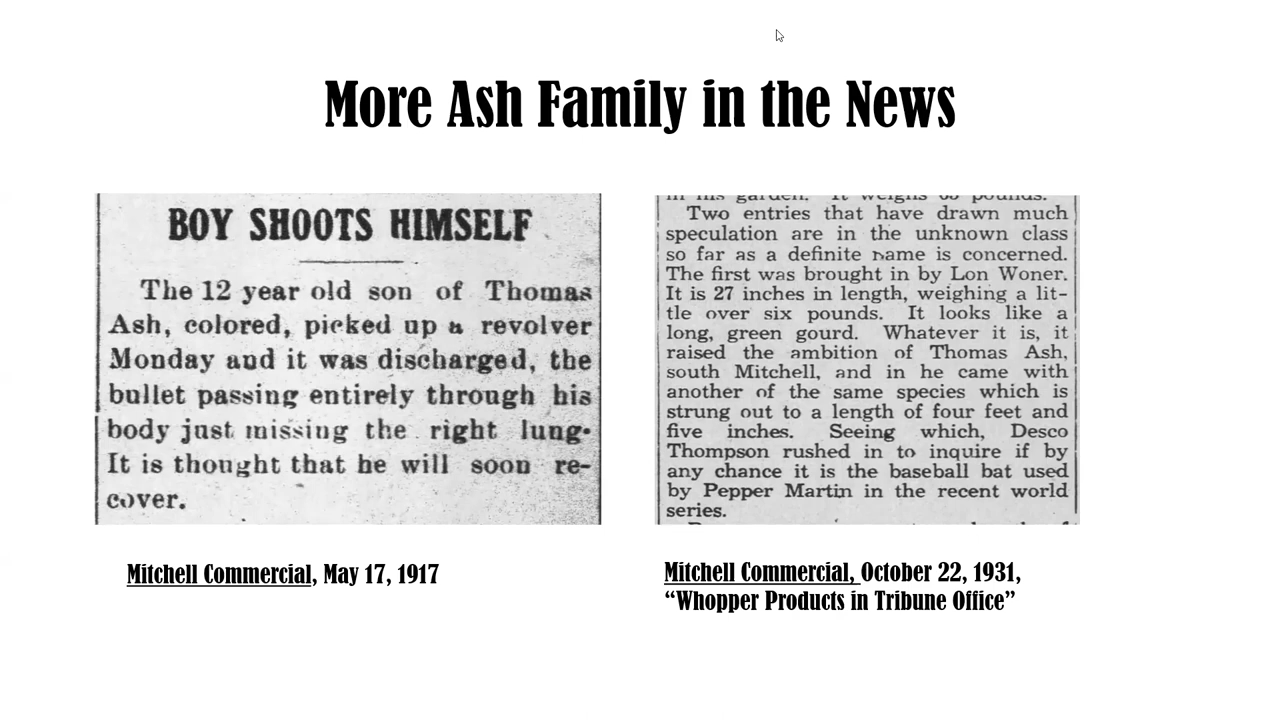 More Ash Family in the News
BOY SHOOTS HIMSELF
The 12 year old son of Thomas
Ash, colored, picked up a revolver
Monday and it was discharged, the
bullet passing entirely through his
body just missing the right lung.
It is thought that he will soon re-
cover.
Mitchell Commercial, May 17, 1917
in his garden. It weighs 65 pounds.
Two entries that have drawn much
speculation are in the unknown class
so far as a definite name is concerned.
The first was brought in by Lon Woner.
It is 27 inches in length, weighing a lit-
tle over six pounds. It looks like a
long, green gourd. Whatever it is, it
raised the ambition of Thomas Ash,
south Mitchell, and in he came with
another of the same species which is
strung out to a length of four feet and
five inches. Seeing which, Desco
Thompson rushed in to inquire if by
any chance it is the baseball bat used
by Pepper Martin in the recent world
series.
Mitchell Commercial, October 22, 1931,
“Whopper Products in Tribune Office”